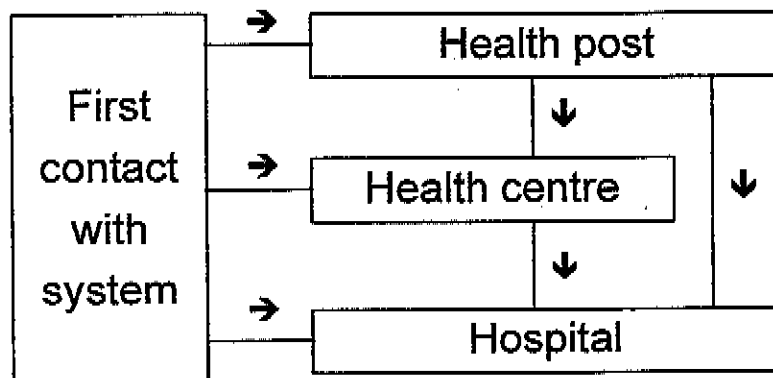 First
contact
with
system
Health post
Health centre
Hospital